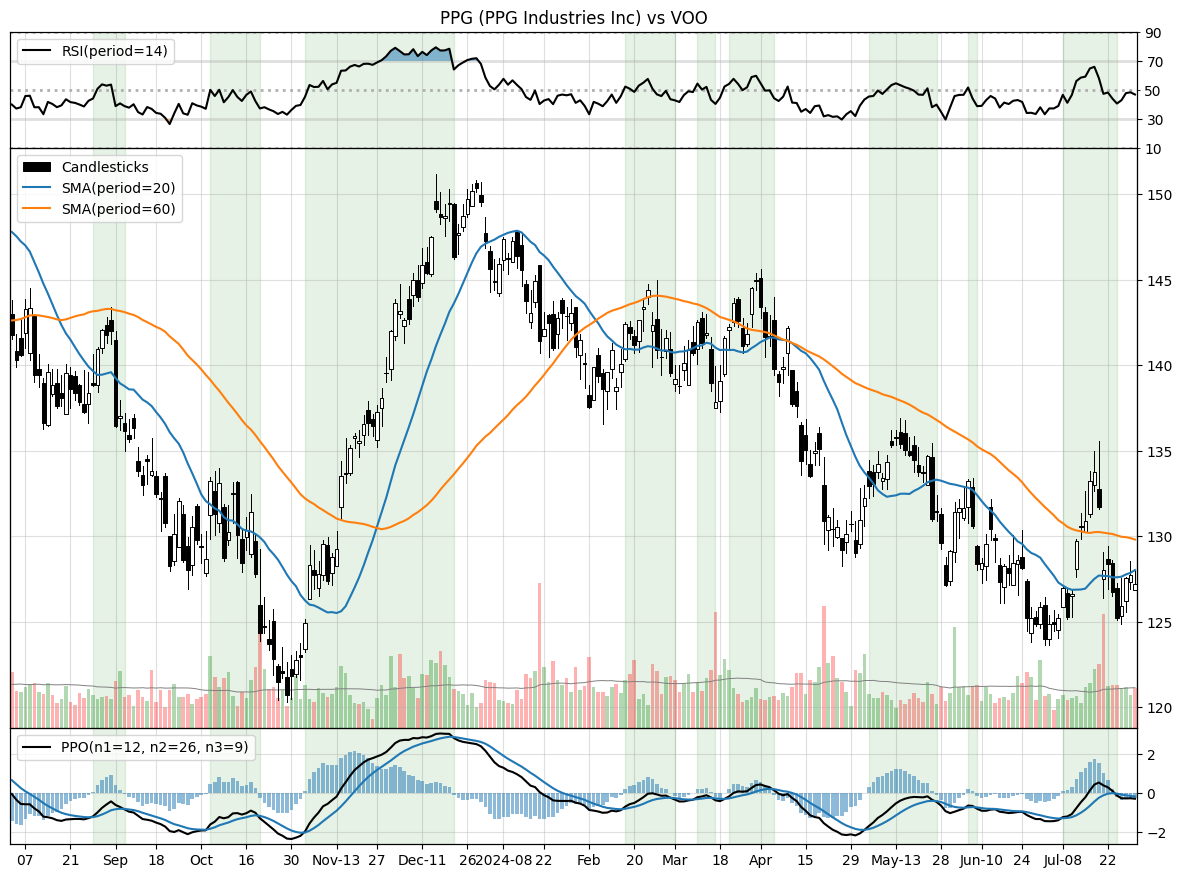 PPG (PPG Industries Inc) vs VOO
RSI(period=14)
90
70
50
30
10
Candlesticks
SMA(period=20)
SMA(period=60)
150
145
140
135
130
125
120
PPO(n1=12, n2=26, n3=9)
2
0
−2
07 21 Sep 18 Oct 16 30 Nov-13 27 Dec-11 26 2024-08 22 Feb 20 Mar 18 Apr 15 29 May-13 28 Jun-10 24 Jul-08 22